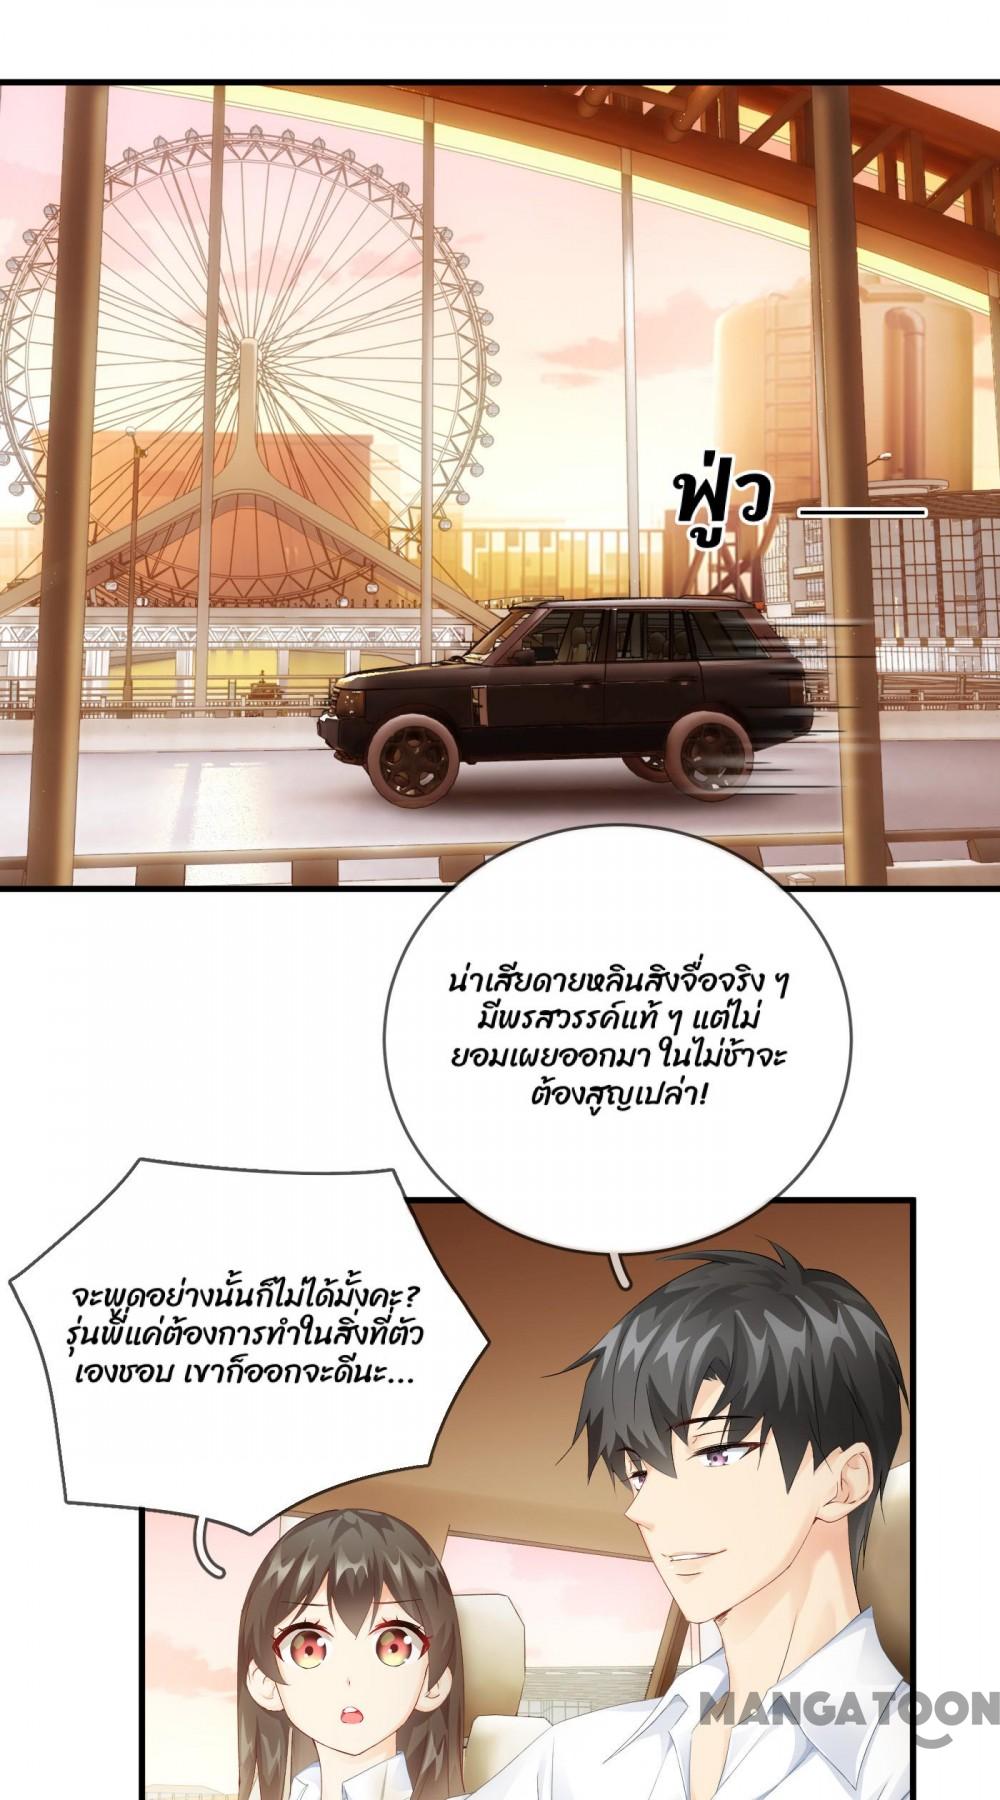 ฟู่ว
น่าเสียดายหลินสิงจื่อจริง ๆ
มีพรสวรรค์แท้ ๆ แต่ไม่
ยอมเผยออกมา ในไม่ช้าจะ
ต้องสูญเปล่า!
จะพูดอย่างนั้นก็ไม่ได้มั้งคะ?
รุ่นพี่แค่ต้องการทำในสิ่งที่ตัว
เองชอบ เขาก็ออกจะดีนะ...
MANGATOON